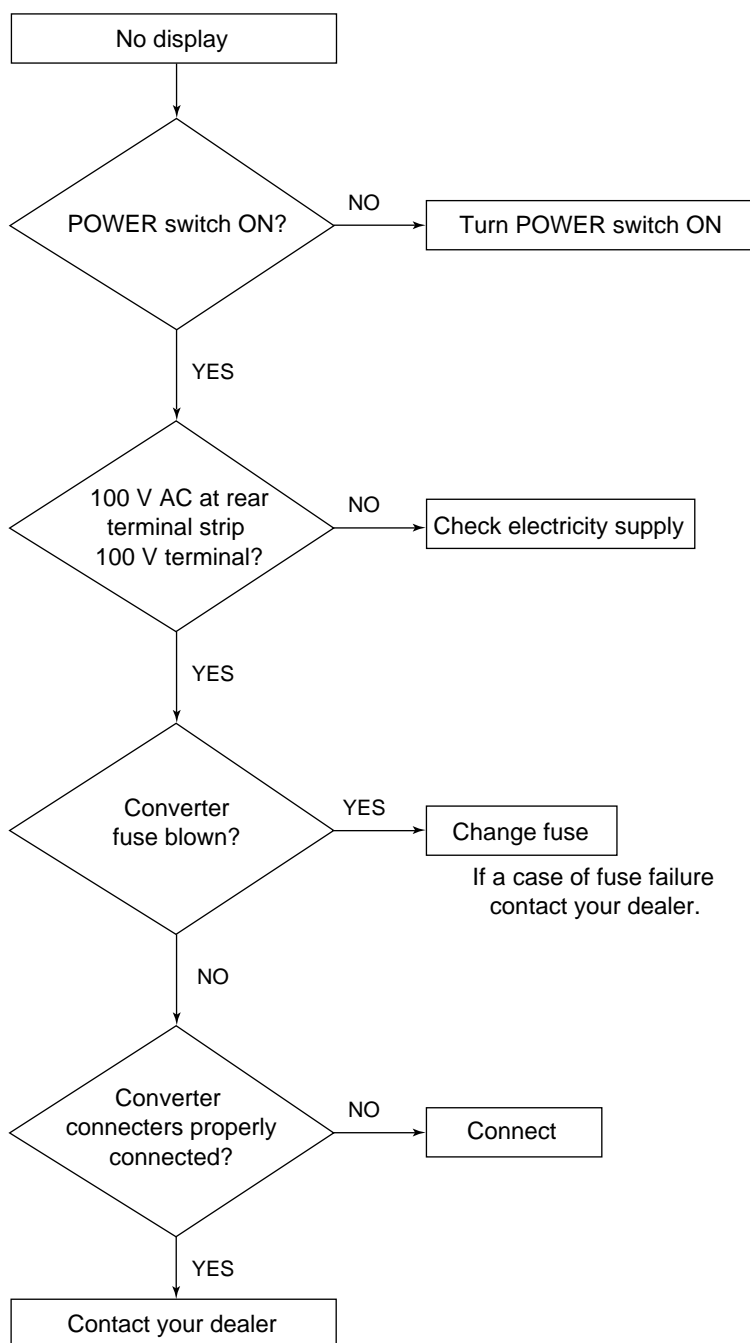 No display
POWER switch ON?
NO
Turn POWER switch ON
YES
100 V AC at rear
terminal strip
100 V terminal?
NO
Check electricity supply
YES
Converter
fuse blown?
YES
Change fuse
If a case of fuse failure
contact your dealer.
NO
Converter
connecters properly
connected?
NO
Connect
YES
Contact your dealer